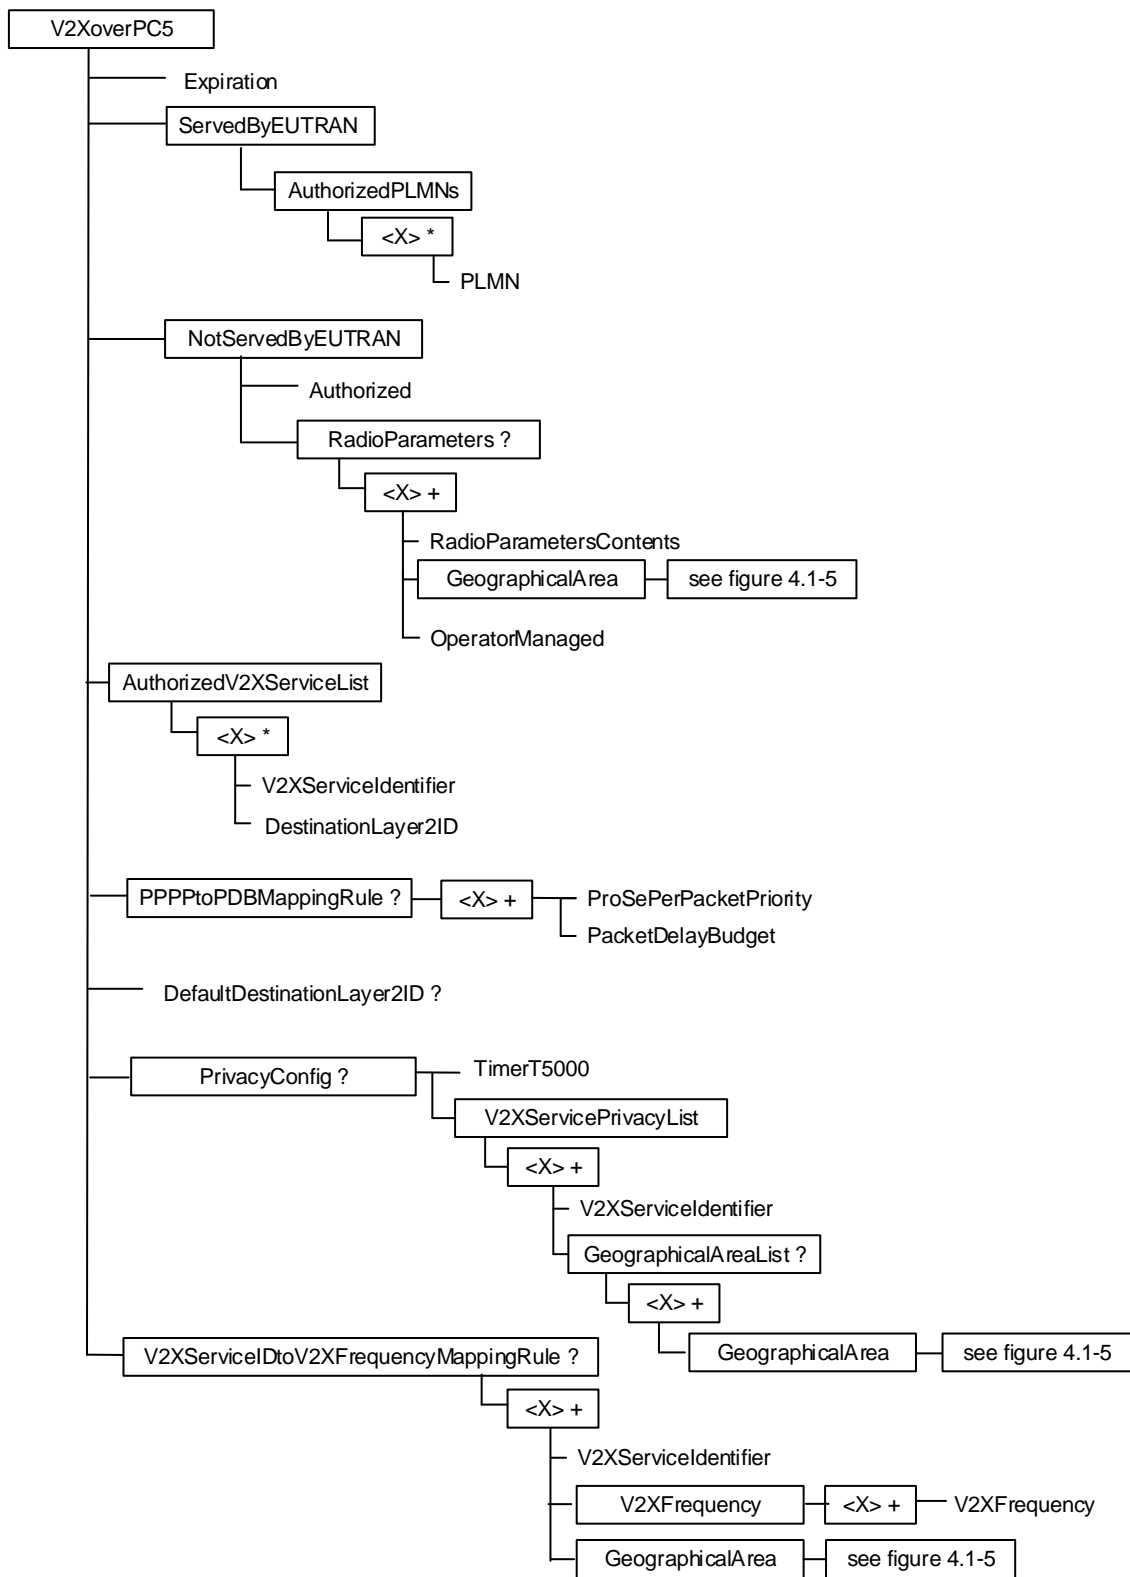 V2XoverPC5
Expiration
ServedByEUTRAN
AuthorizedPLMNs
<X> *
PLMN
NotServedByEUTRAN
Authorized
RadioParameters ?
<X> +
RadioParametersContents
GeographicalArea see figure 4.1-5
OperatorManaged
AuthorizedV2XServiceList
<X> *
V2XServiceIdentifier
DestinationLayer2ID
PPPPtoPDBMappingRule ? <X> + ProSePerPacketPriority
PacketDelayBudget
DefaultDestinationLayer2ID ?
PrivacyConfig ? TimerT5000
V2XServicePrivacyList
<X> +
V2XServiceIdentifier
GeographicalAreaList ?
<X> +
GeographicalArea see figure 4.1-5
V2XServiceIDtoV2XFrequencyMappingRule ?
<X> +
V2XServiceIdentifier
V2XFrequency <X> + V2XFrequency
GeographicalArea see figure 4.1-5